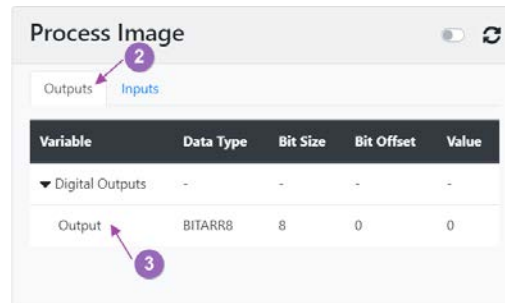 Process Image
2
Outputs Inputs
Variable Data Type Bit Size Bit Offset Value
Digital Outputs - - - -
Output BITARR8 8 0 0
3